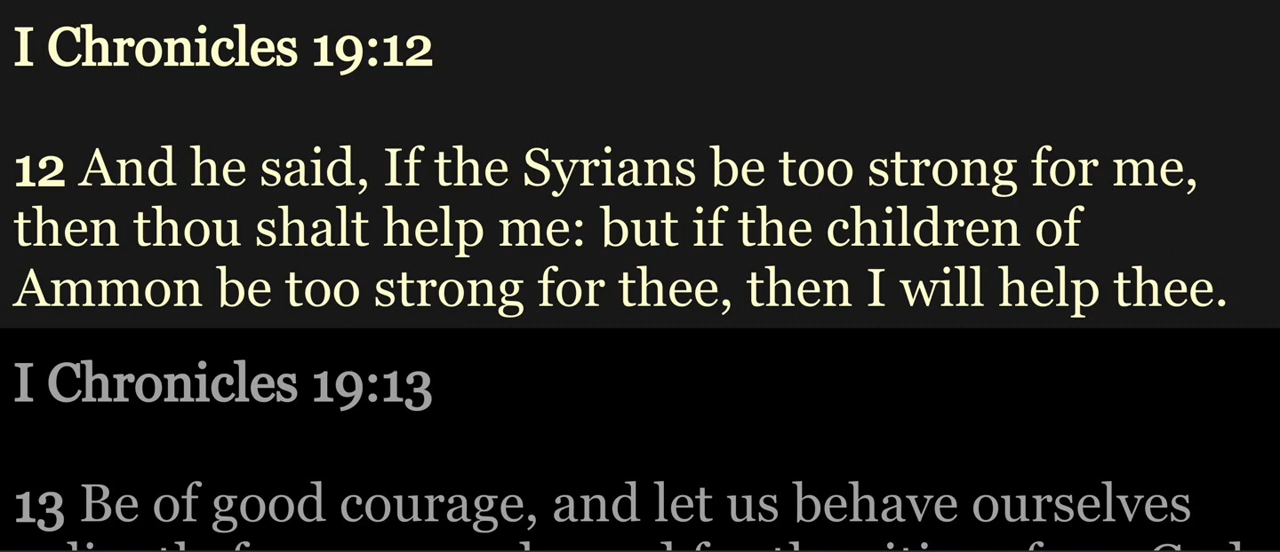 I Chronicles 19:12
12 And he said, If the Syrians be too strong for me,
then thou shalt help me: but if the children of
Ammon be too strong for thee, then I will help thee.
I Chronicles 19:13
13 Be of good courage, and let us behave ourselves